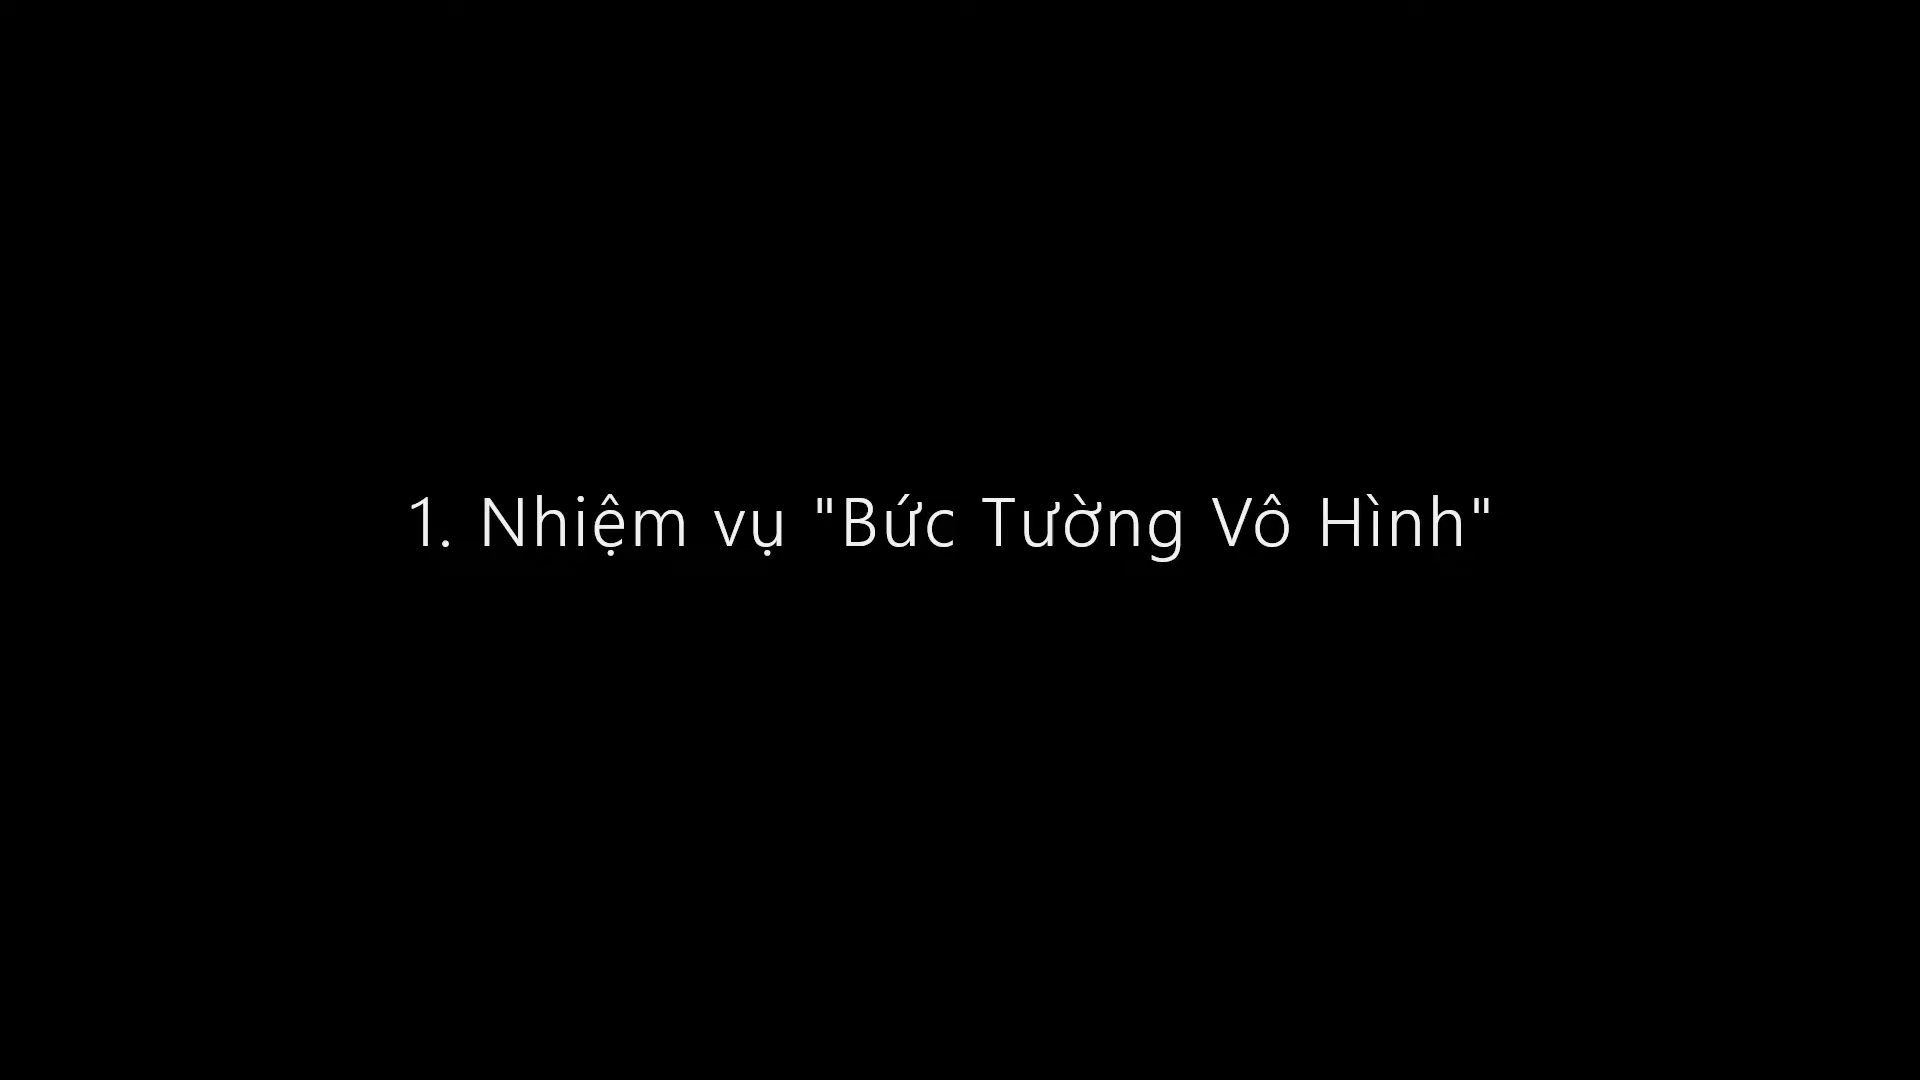 1. Nhiệm vụ "Bức Tường Vô Hình"